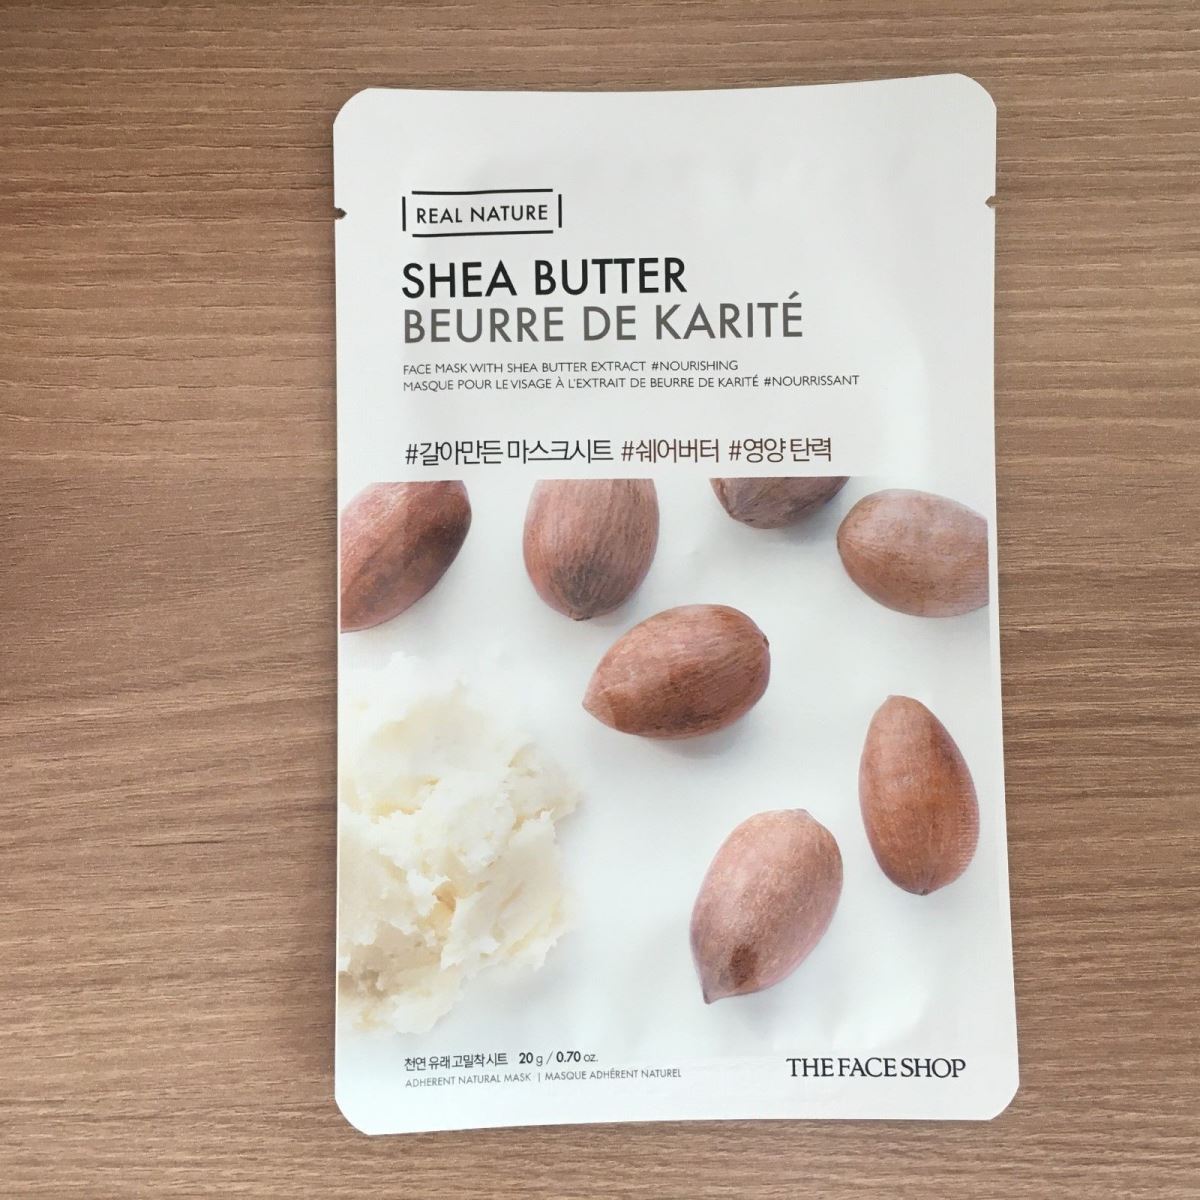 REAL NATURE
SHEA BUTTER
BEURRE DE KARITÉ
FACE MASK WITH SHEA BUTTER EXTRACT #NOURISHING
MASQUE POUR LE VISAGE À L'EXTRAIT DE BEURRE DE KARITÉ #NOURRISSANT
#갈아만든 마스크시트 #쉐어버터 #영양 탄력
천연 유래 고밀착 시트 20 g / 0.70 oz.
ADHERENT NATURAL MASK | MASQUE ADHÉRENT NATUREL
THE FACE SHOP